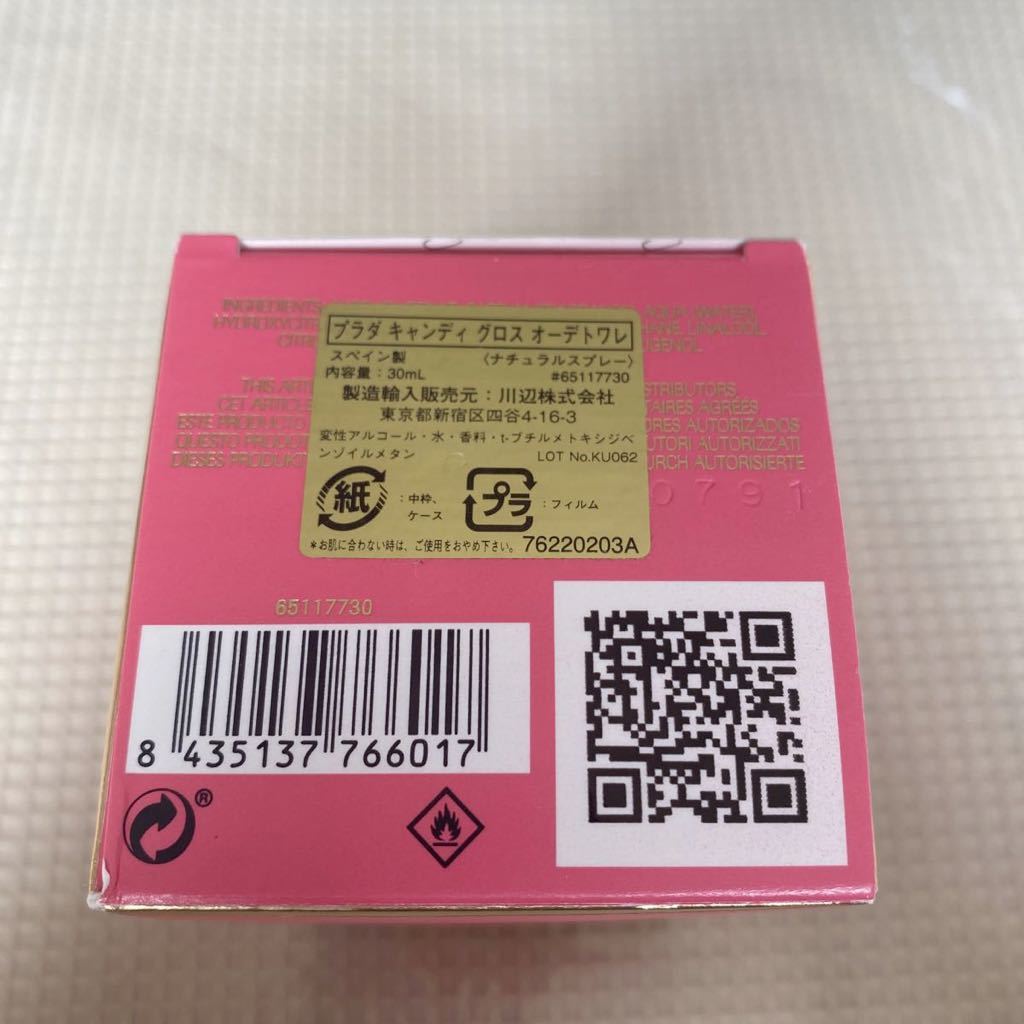 INGREDIENTS AQUA (WATER),
HYDROXYCIT HANE, LINALOOL,
CITR UGENOL
プラダ キャンディ グロス オーデトワレ
スペイン製 〈ナチュラルスプレー〉
内容量：30mL #65117730
製造輸入販売元：川辺株式会社
東京都新宿区四谷4-16-3
変性アルコール・水・香料・t-ブチルメトキシジベ
ンゾイルメタン LOT No.KU062
紙 ：中枠、ケース プラ ：フィルム
*お肌に合わない時は、ご使用をおやめ下さい。 76220203A
THIS ARTI STRIBUTORS
CET ARTICLE TAIRES AGRÉÉS
ESTE PRODUCTO ORES AUTORIZADOS
QUESTO PRODOT UTORI AUTORIZZATI
DIESES PRODUKT URCH AUTORISIERTE
0791
65117730
8 435137 766017
®